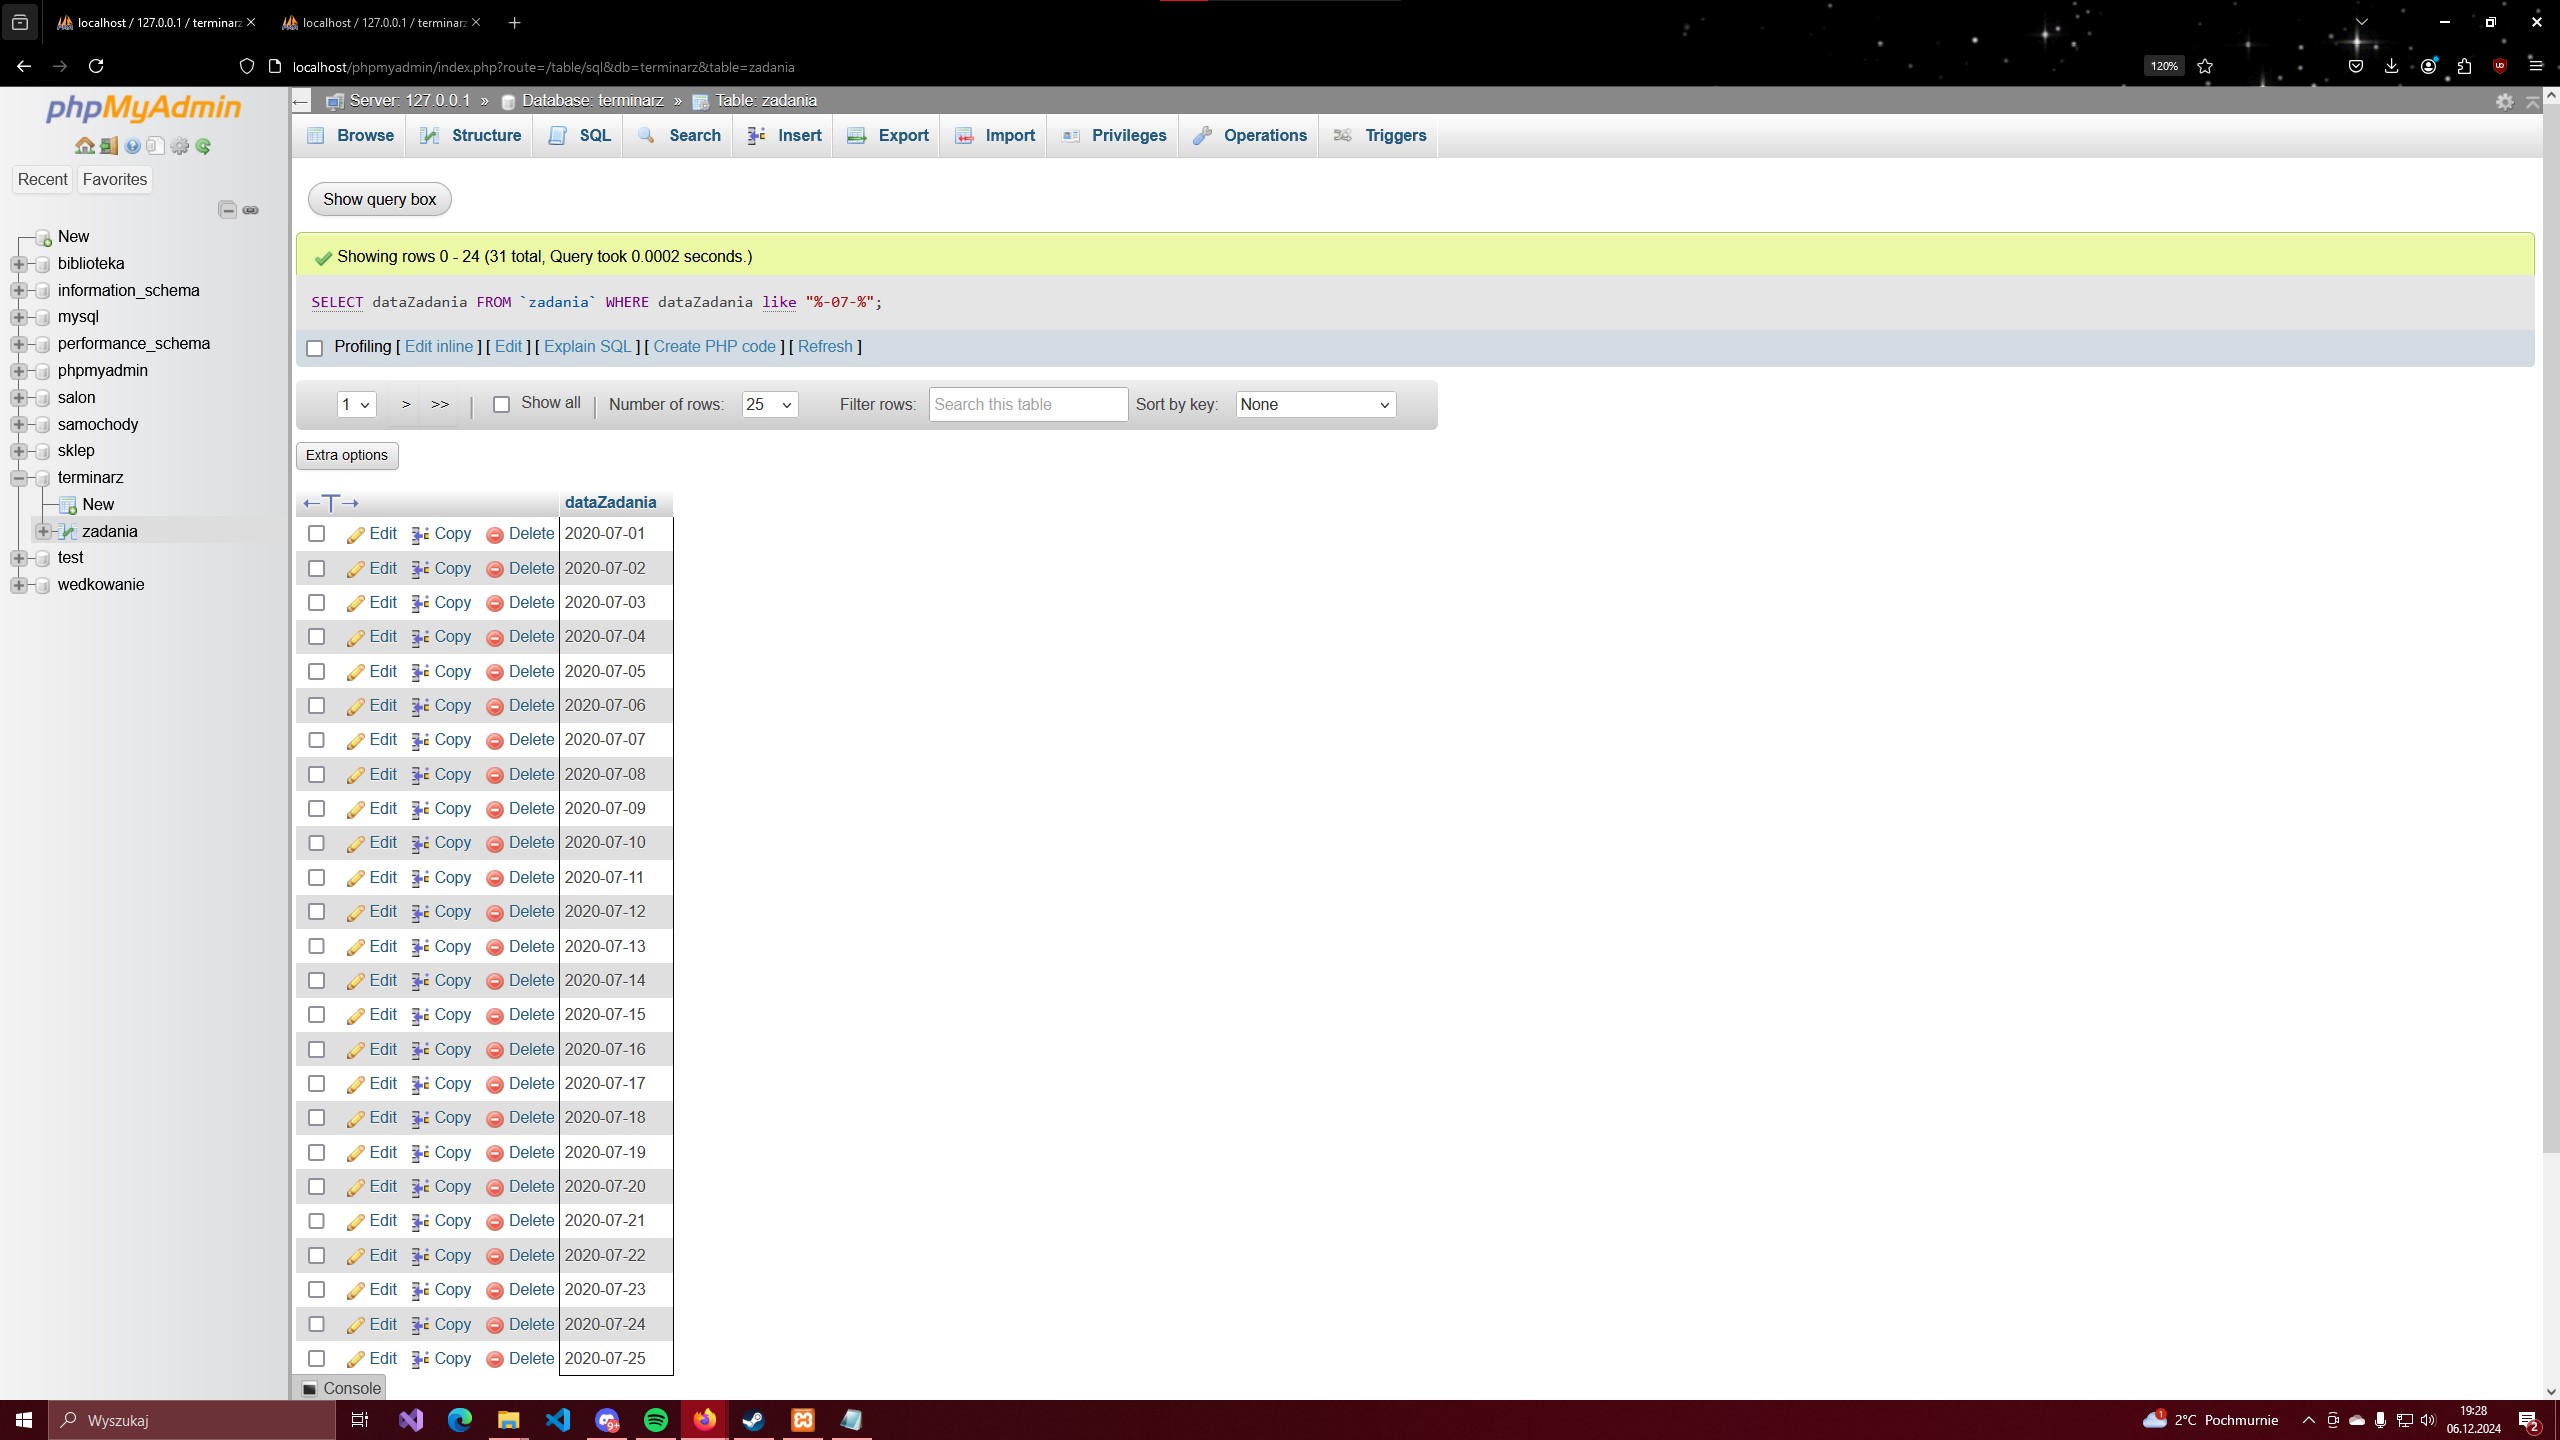 localhost / 127.0.0.1 / terminarz
localhost / 127.0.0.1 / terminarz
localhost/phpmyadmin/index.php?route=/table/sql&db=terminarz&table=zadania
120%
phpMyAdmin
Server: 127.0.0.1 » Database: terminarz » Table: zadania
Browse Structure SQL Search Insert Export Import Privileges Operations Triggers
Recent Favorites
New
biblioteka
information_schema
mysql
performance_schema
phpmyadmin
salon
samochody
sklep
terminarz
New
zadania
test
wedkowanie
Show query box
Showing rows 0 - 24 (31 total, Query took 0.0002 seconds.)
SELECT dataZadania FROM `zadania` WHERE dataZadania like "%-07-%";
Profiling [ Edit inline ] [ Edit ] [ Explain SQL ] [ Create PHP code ] [ Refresh ]
1 > >> | Show all | Number of rows: 25 Filter rows: Search this table Sort by key: None
Extra options
←T→ dataZadania
Edit Copy Delete 2020-07-01
Edit Copy Delete 2020-07-02
Edit Copy Delete 2020-07-03
Edit Copy Delete 2020-07-04
Edit Copy Delete 2020-07-05
Edit Copy Delete 2020-07-06
Edit Copy Delete 2020-07-07
Edit Copy Delete 2020-07-08
Edit Copy Delete 2020-07-09
Edit Copy Delete 2020-07-10
Edit Copy Delete 2020-07-11
Edit Copy Delete 2020-07-12
Edit Copy Delete 2020-07-13
Edit Copy Delete 2020-07-14
Edit Copy Delete 2020-07-15
Edit Copy Delete 2020-07-16
Edit Copy Delete 2020-07-17
Edit Copy Delete 2020-07-18
Edit Copy Delete 2020-07-19
Edit Copy Delete 2020-07-20
Edit Copy Delete 2020-07-21
Edit Copy Delete 2020-07-22
Edit Copy Delete 2020-07-23
Edit Copy Delete 2020-07-24
Edit Copy Delete 2020-07-25
Console
Wyszukaj
9+
1
2°C Pochmurnie
19:28
06.12.2024
2